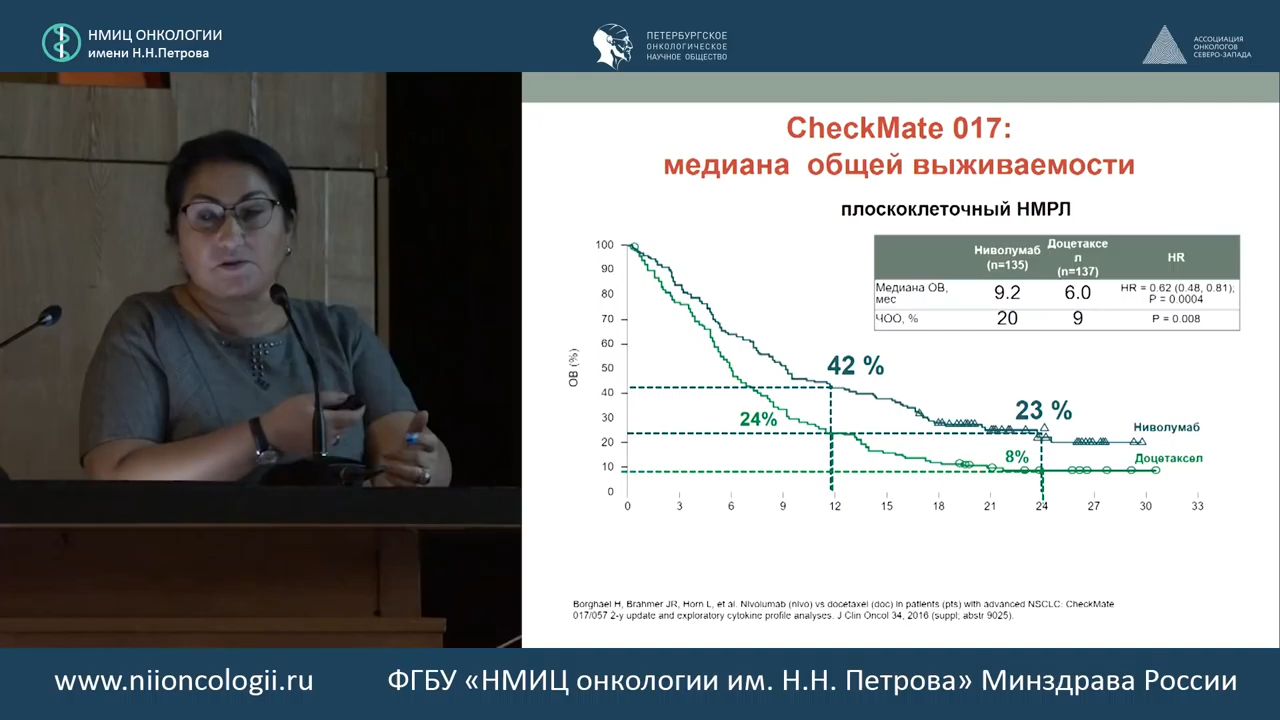 НМИЦ ОНКОЛОГИИ
имени Н.Н.Петрова
ПЕТЕРБУРГСКОЕ
ОНКОЛОГИЧЕСКОЕ
НАУЧНОЕ ОБЩЕСТВО
АССОЦИАЦИЯ
ОНКОЛОГОВ
СЕВЕРО-ЗАПАДА
CheckMate 017:
медиана общей выживаемости
плоскоклеточный НМРЛ
Ниволумаб
(n=135)
Доцетаксе
л
(n=137)
HR
Медиана ОВ,
мес
9.2
6.0
HR = 0.62 (0.48, 0.81);
P = 0.0004
ЧОО, %
20
9
P = 0.008
ОВ (%)
100
90
80
70
60
50
40
30
20
10
0
42 %
24%
23 %
8%
Ниволумаб
Доцетаксел
0 3 6 9 12 15 18 21 24 27 30 33
Borghaei H, Brahmer JR, Horn L, et al. Nivolumab (nivo) vs docetaxel (doc) in patients (pts) with advanced NSCLC: CheckMate
017/057 2-y update and exploratory cytokine profile analyses. J Clin Oncol 34, 2016 (suppl; abstr 9025).
www.niioncologii.ru
ФГБУ «НМИЦ онкологии им. Н.Н. Петрова» Минздрава России